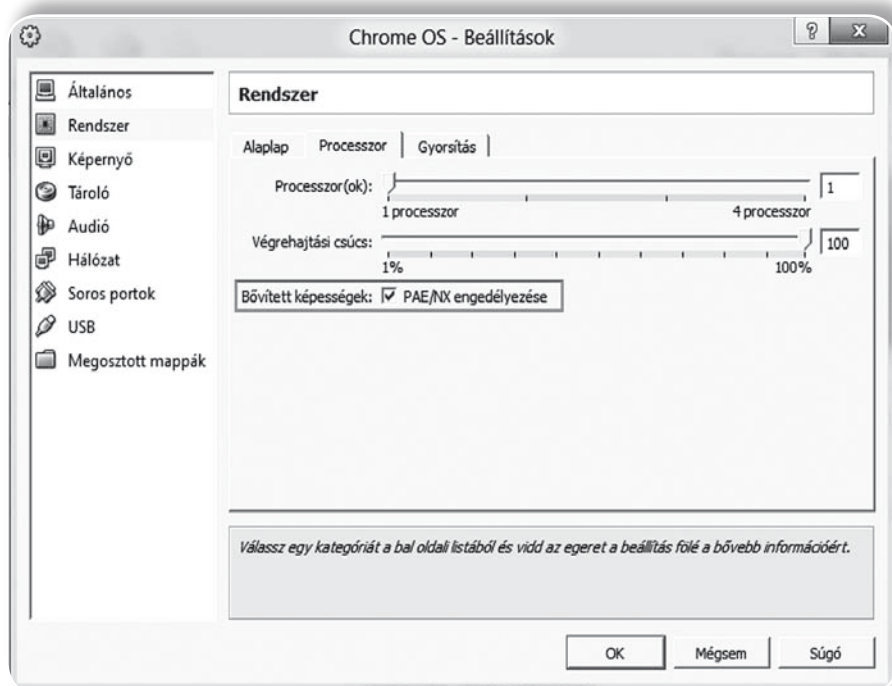 Chrome OS - Beállítások
Általános
Rendszer
Képernyő
Tároló
Audió
Hálózat
Soros portok
USB
Megosztott mappák
Rendszer
Alaplap Processzor Gyorsítás
Processzor(ok): 1
1 processzor 4 processzor
Végrehajtási csúcs: 100
1% 100%
Bővített képességek: PAE/NX engedélyezése
Válassz egy kategóriát a bal oldali listából és vidd az egeret a beállítás fölé a bővebb információért.
OK Mégsem Súgó